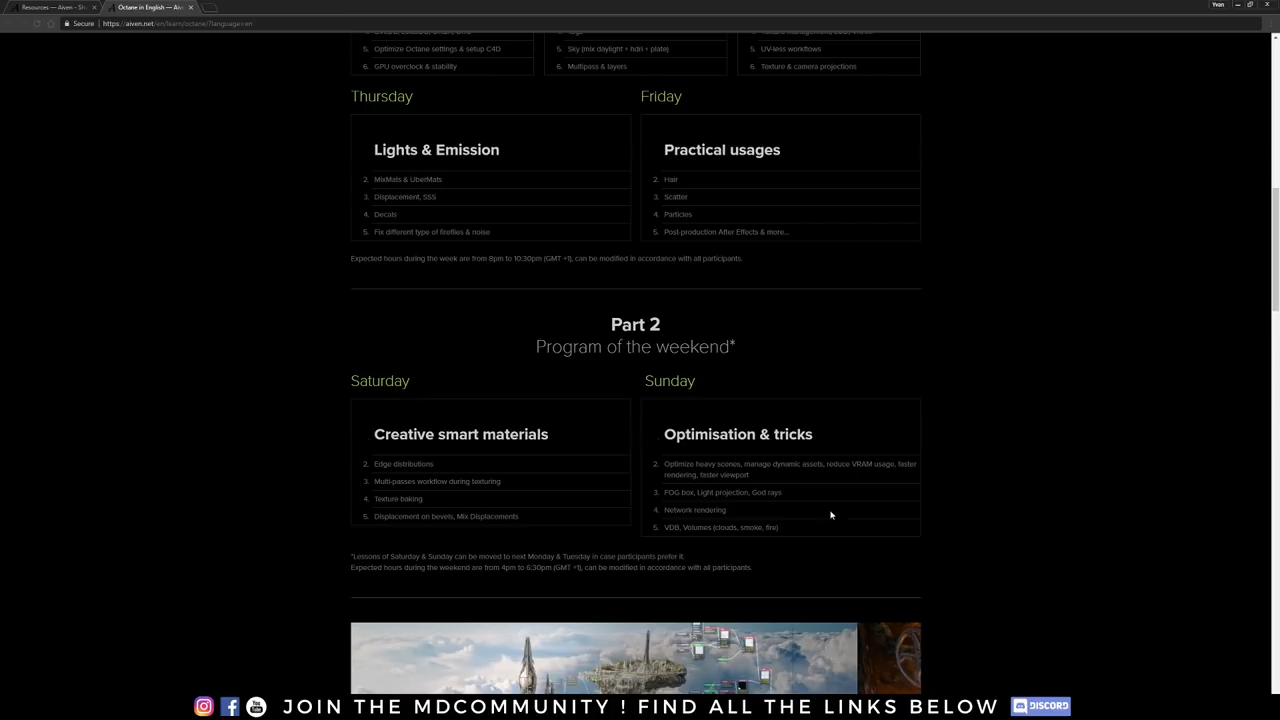 Resources — Aiven - Sh
Octane in English — Aiv
Yvan
Secure
https://aiven.net/en/learn/octane/?language=en
5. Optimize Octane settings & setup C4D
6. GPU overclock & stability
5. Sky (mix daylight + hdri + plate)
6. Multipass & layers
5. UV-less workflows
6. Texture & camera projections
Thursday
Lights & Emission
2. MixMats & UberMats
3. Displacement, SSS
4. Decals
5. Fix different type of fireflies & noise
Friday
Practical usages
2. Hair
3. Scatter
4. Particles
5. Post-production After Effects & more...
Expected hours during the week are from 8pm to 10:30pm (GMT +1), can be modified in accordance with all participants.
Part 2
Program of the weekend*
Saturday
Creative smart materials
2. Edge distributions
3. Multi-passes workflow during texturing
4. Texture baking
5. Displacement on bevels, Mix Displacements
Sunday
Optimisation & tricks
2. Optimize heavy scenes, manage dynamic assets, reduce VRAM usage, faster
rendering, faster viewport
3. FOG box, Light projection, God rays
4. Network rendering
5. VDB, Volumes (clouds, smoke, fire)
*Lessons of Saturday & Sunday can be moved to next Monday & Tuesday in case participants prefer it.
Expected hours during the weekend are from 4pm to 6:30pm (GMT +1), can be modified in accordance with all participants.
You Tube
JOIN THE MDCOMMUNITY ! FIND ALL THE LINKS BELOW
DISCORD